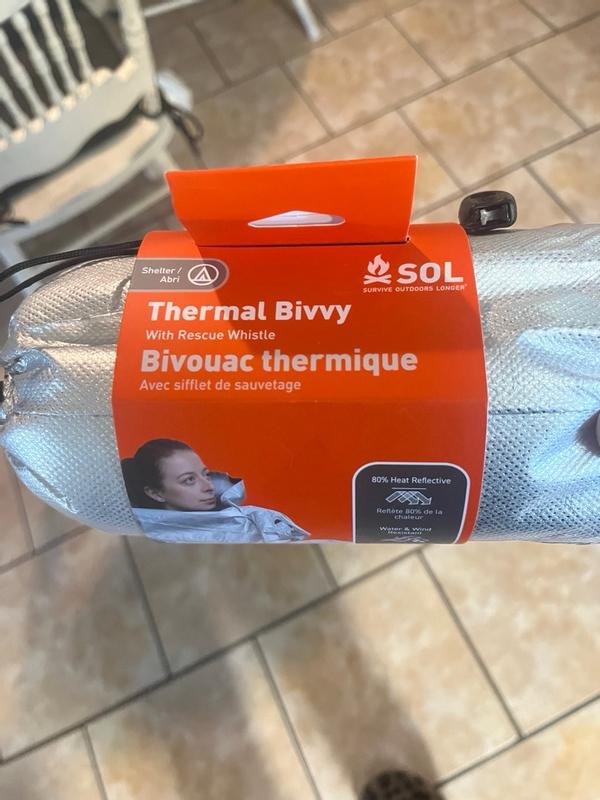 Shelter /
Abri
SOL
SURVIVE OUTDOORS LONGER
Thermal Bivvy
With Rescue Whistle
Bivouac thermique
Avec sifflet de sauvetage
80% Heat Reflective
Reflète 80% de la
chaleur
Water & Wind
Resistant